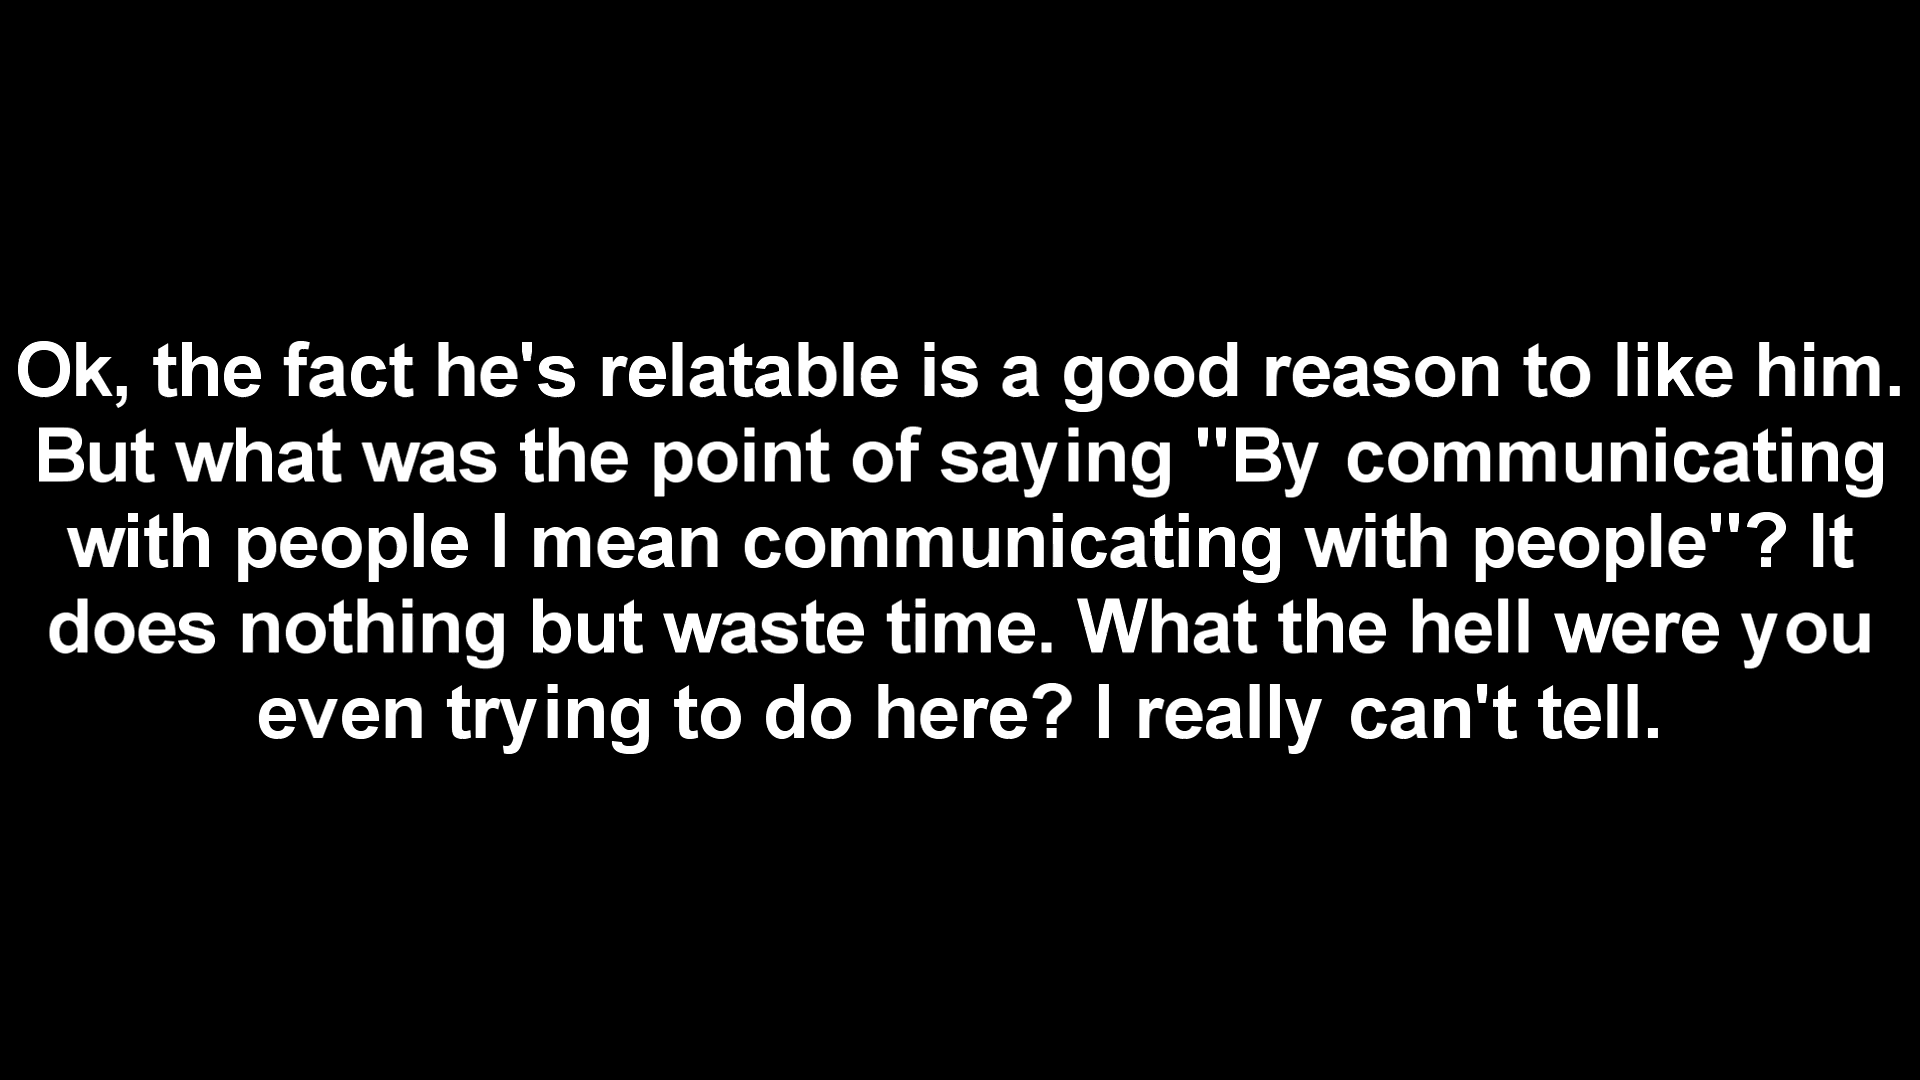 Ok, the fact he's relatable is a good reason to like him.
But what was the point of saying "By communicating
with people I mean communicating with people"? It
does nothing but waste time. What the hell were you
even trying to do here? I really can't tell.